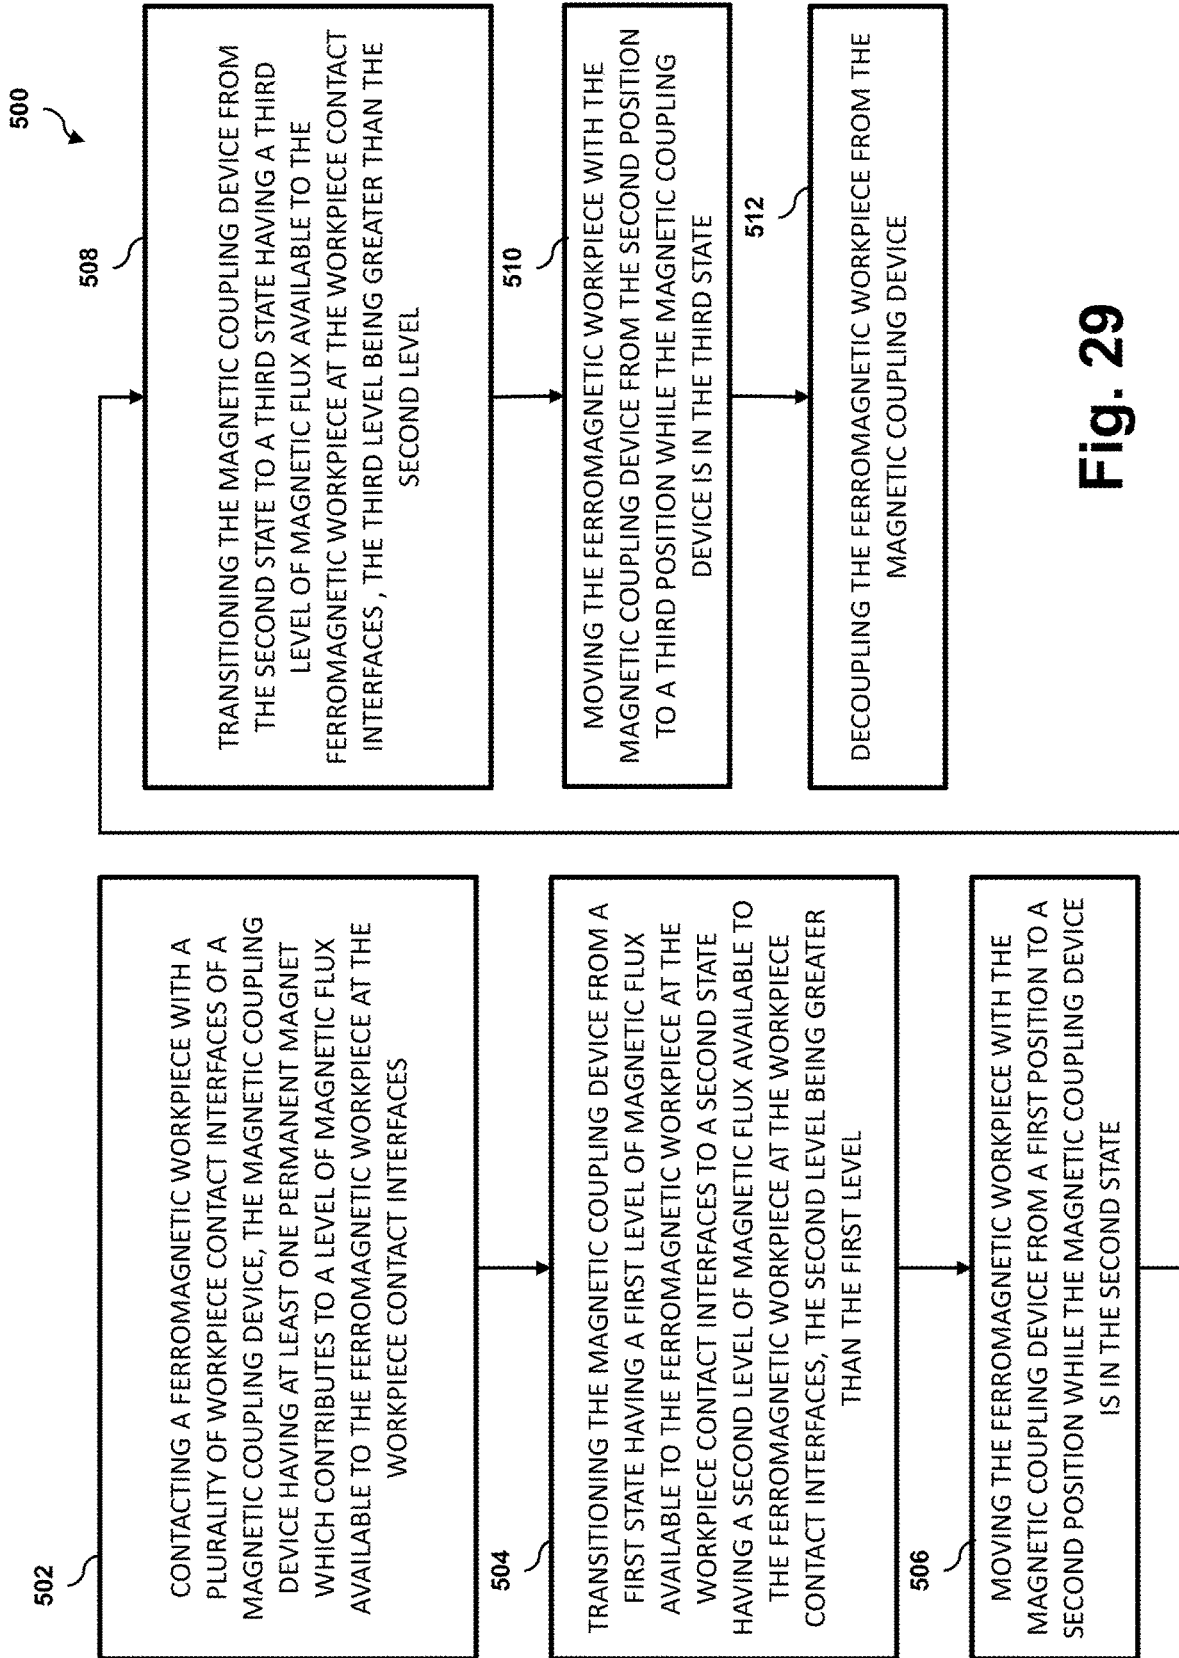 500
502
CONTACTING A FERROMAGNETIC WORKPIECE WITH A
PLURALITY OF WORKPIECE CONTACT INTERFACES OF A
MAGNETIC COUPLING DEVICE, THE MAGNETIC COUPLING
DEVICE HAVING AT LEAST ONE PERMANENT MAGNET
WHICH CONTRIBUTES TO A LEVEL OF MAGNETIC FLUX
AVAILABLE TO THE FERROMAGNETIC WORKPIECE AT THE
WORKPIECE CONTACT INTERFACES
504
TRANSITIONING THE MAGNETIC COUPLING DEVICE FROM A
FIRST STATE HAVING A FIRST LEVEL OF MAGNETIC FLUX
AVAILABLE TO THE FERROMAGNETIC WORKPIECE AT THE
WORKPIECE CONTACT INTERFACES TO A SECOND STATE
HAVING A SECOND LEVEL OF MAGNETIC FLUX AVAILABLE TO
THE FERROMAGNETIC WORKPIECE AT THE WORKPIECE
CONTACT INTERFACES, THE SECOND LEVEL BEING GREATER
THAN THE FIRST LEVEL
506
MOVING THE FERROMAGNETIC WORKPIECE WITH THE
MAGNETIC COUPLING DEVICE FROM A FIRST POSITION TO A
SECOND POSITION WHILE THE MAGNETIC COUPLING DEVICE
IS IN THE SECOND STATE
508
TRANSITIONING THE MAGNETIC COUPLING DEVICE FROM
THE SECOND STATE TO A THIRD STATE HAVING A THIRD
LEVEL OF MAGNETIC FLUX AVAILABLE TO THE
FERROMAGNETIC WORKPIECE AT THE WORKPIECE CONTACT
INTERFACES , THE THIRD LEVEL BEING GREATER THAN THE
SECOND LEVEL
510
MOVING THE FERROMAGNETIC WORKPIECE WITH THE
MAGNETIC COUPLING DEVICE FROM THE SECOND POSITION
TO A THIRD POSITION WHILE THE MAGNETIC COUPLING
DEVICE IS IN THE THIRD STATE
512
DECOUPLING THE FERROMAGNETIC WORKPIECE FROM THE
MAGNETIC COUPLING DEVICE
Fig. 29